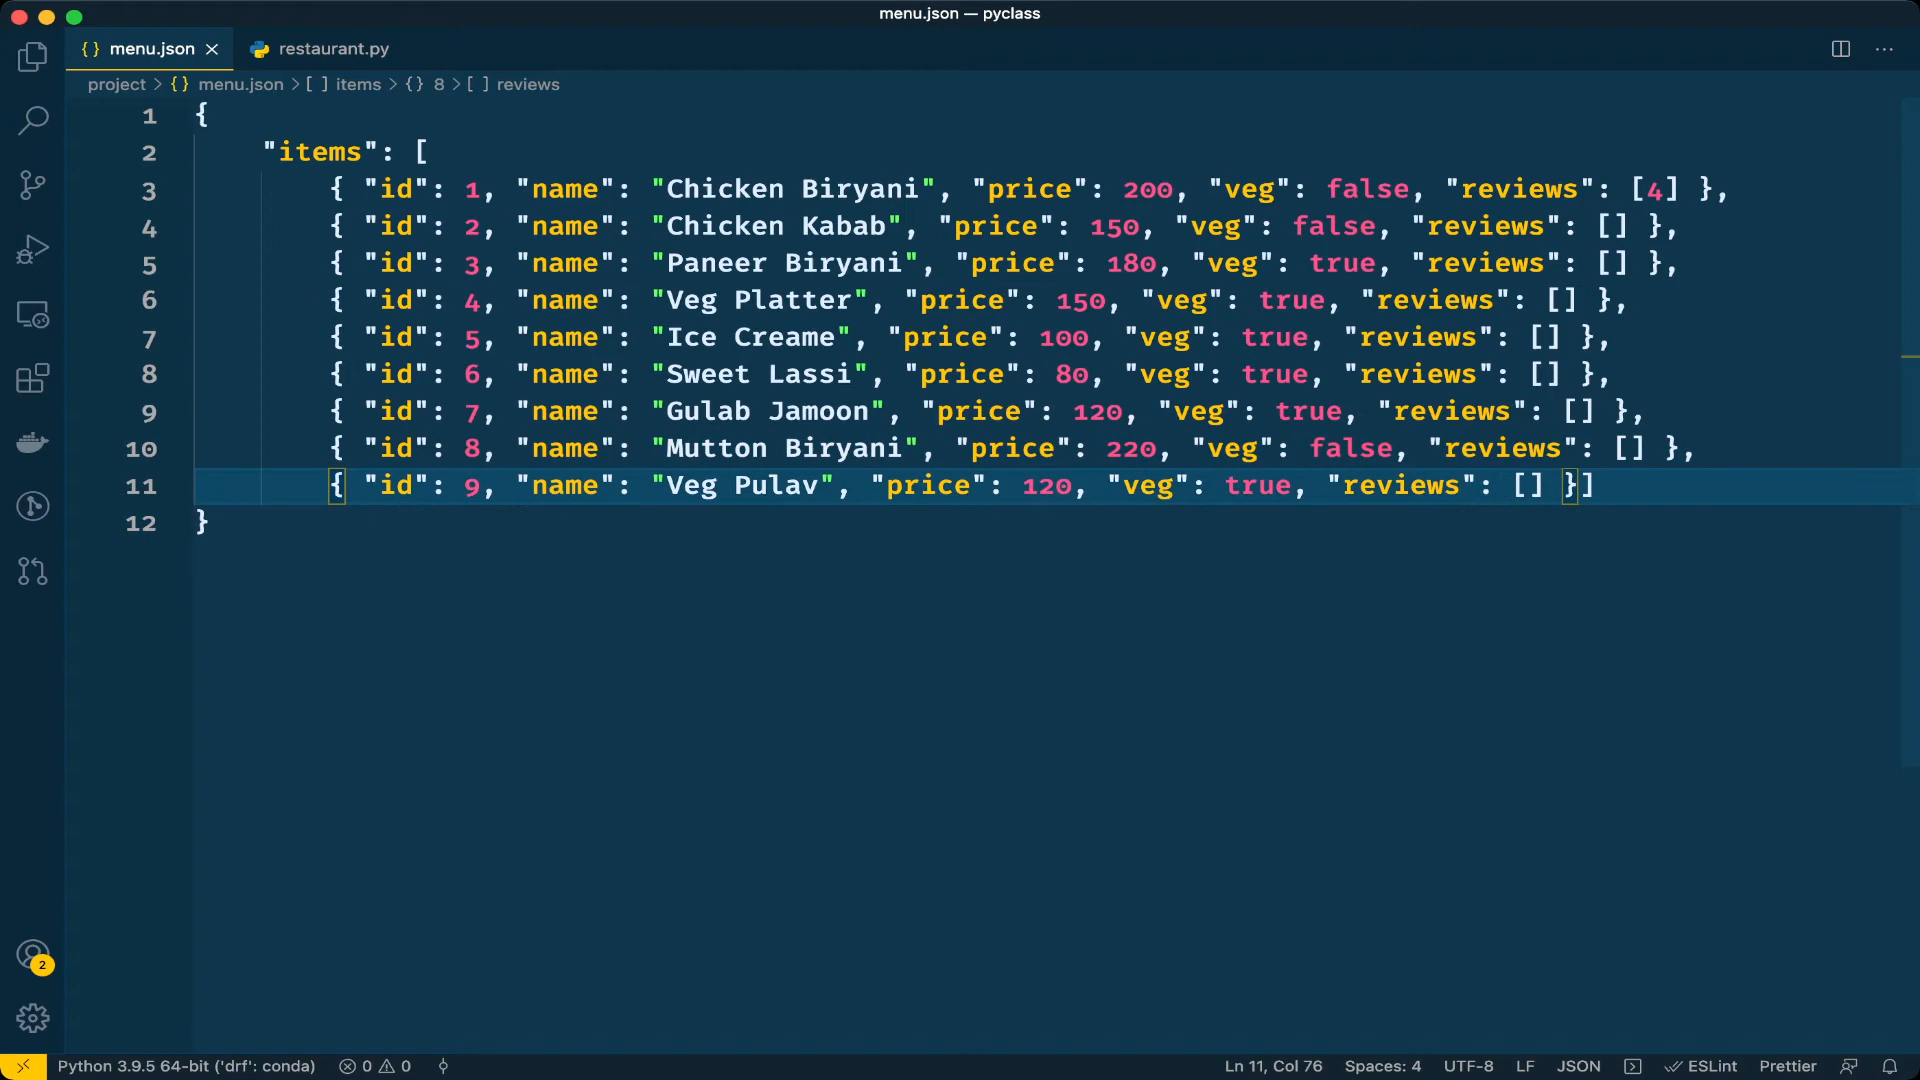 menu.json — pyclass
{} menu.json × restaurant.py
project > {} menu.json > [ ] items > {} 8 > [ ] reviews
1 {
2 "items": [
3 { "id": 1, "name": "Chicken Biryani", "price": 200, "veg": false, "reviews": [4] },
4 { "id": 2, "name": "Chicken Kabab", "price": 150, "veg": false, "reviews": [] },
5 { "id": 3, "name": "Paneer Biryani", "price": 180, "veg": true, "reviews": [] },
6 { "id": 4, "name": "Veg Platter", "price": 150, "veg": true, "reviews": [] },
7 { "id": 5, "name": "Ice Creame", "price": 100, "veg": true, "reviews": [] },
8 { "id": 6, "name": "Sweet Lassi", "price": 80, "veg": true, "reviews": [] },
9 { "id": 7, "name": "Gulab Jamoon", "price": 120, "veg": true, "reviews": [] },
10 { "id": 8, "name": "Mutton Biryani", "price": 220, "veg": false, "reviews": [] },
11 { "id": 9, "name": "Veg Pulav", "price": 120, "veg": true, "reviews": [] }]
12 }
2
Python 3.9.5 64-bit ('drf': conda) 0 0 Ln 11, Col 76 Spaces: 4 UTF-8 LF JSON ESLint Prettier